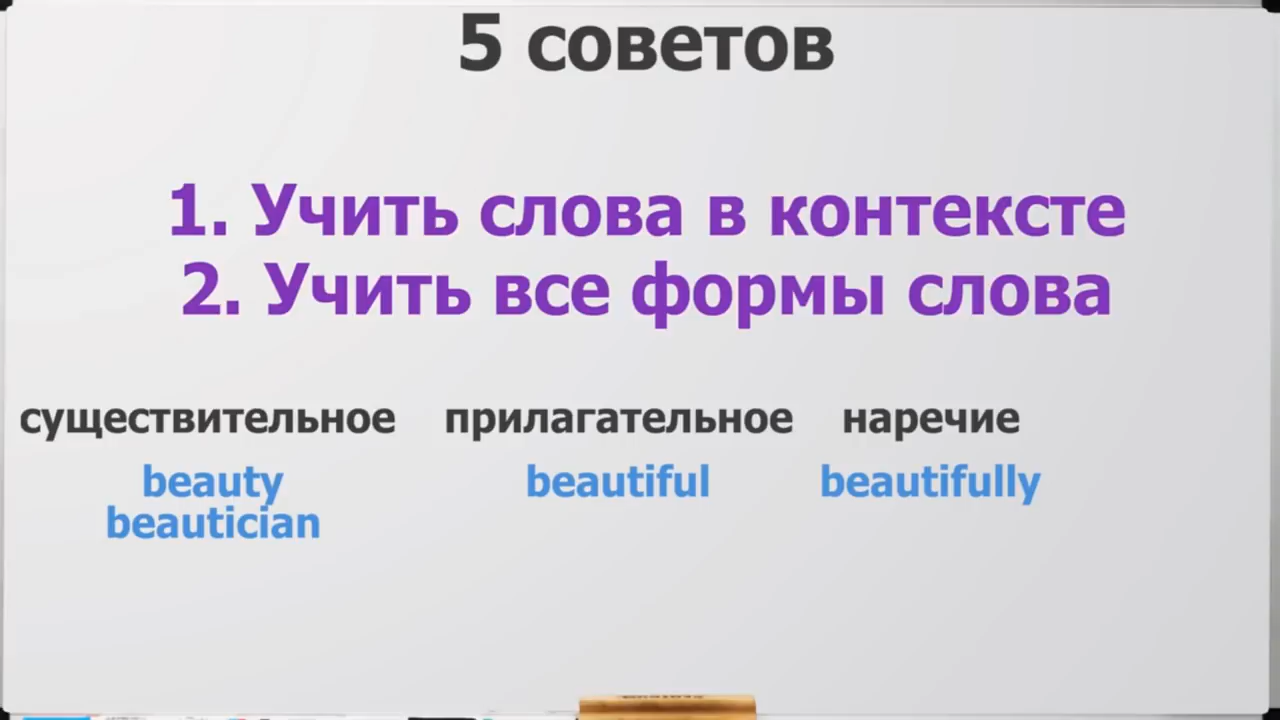 5 советов
1. Учить слова в контексте
2. Учить все формы слова
существительное прилагательное наречие
beauty beautiful beautifully
beautician